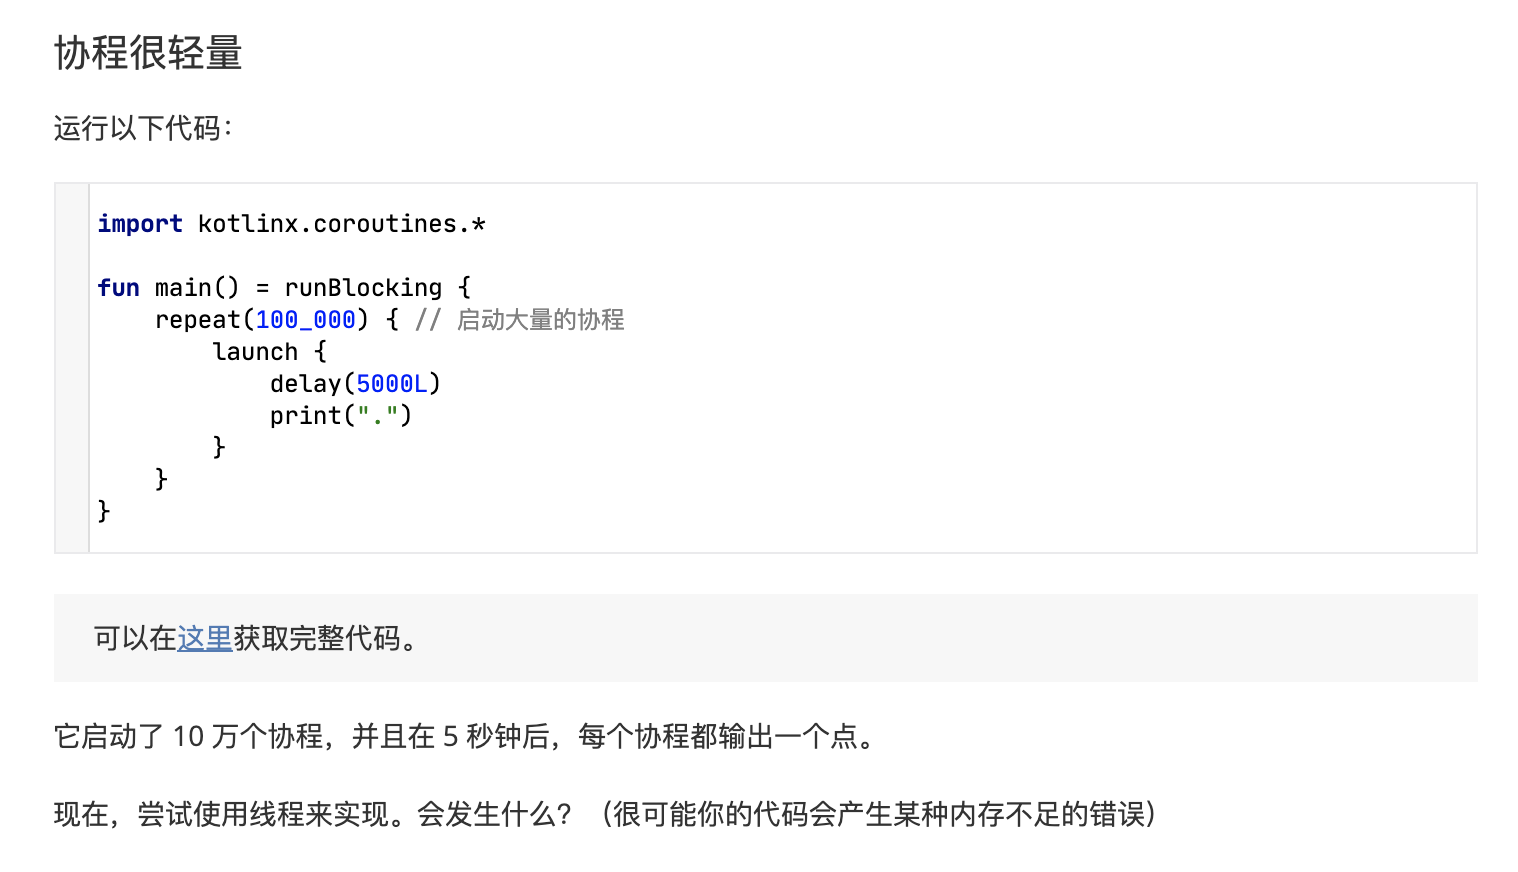 协程很轻量
运行以下代码：
import kotlinx.coroutines.*
fun main() = runBlocking {
    repeat(100_000) { // 启动大量的协程
        launch {
            delay(5000L)
            print(".")
        }
    }
}
可以在这里获取完整代码。
它启动了 10 万个协程，并且在 5 秒钟后，每个协程都输出一个点。
现在，尝试使用线程来实现。会发生什么？（很可能你的代码会产生某种内存不足的错误）